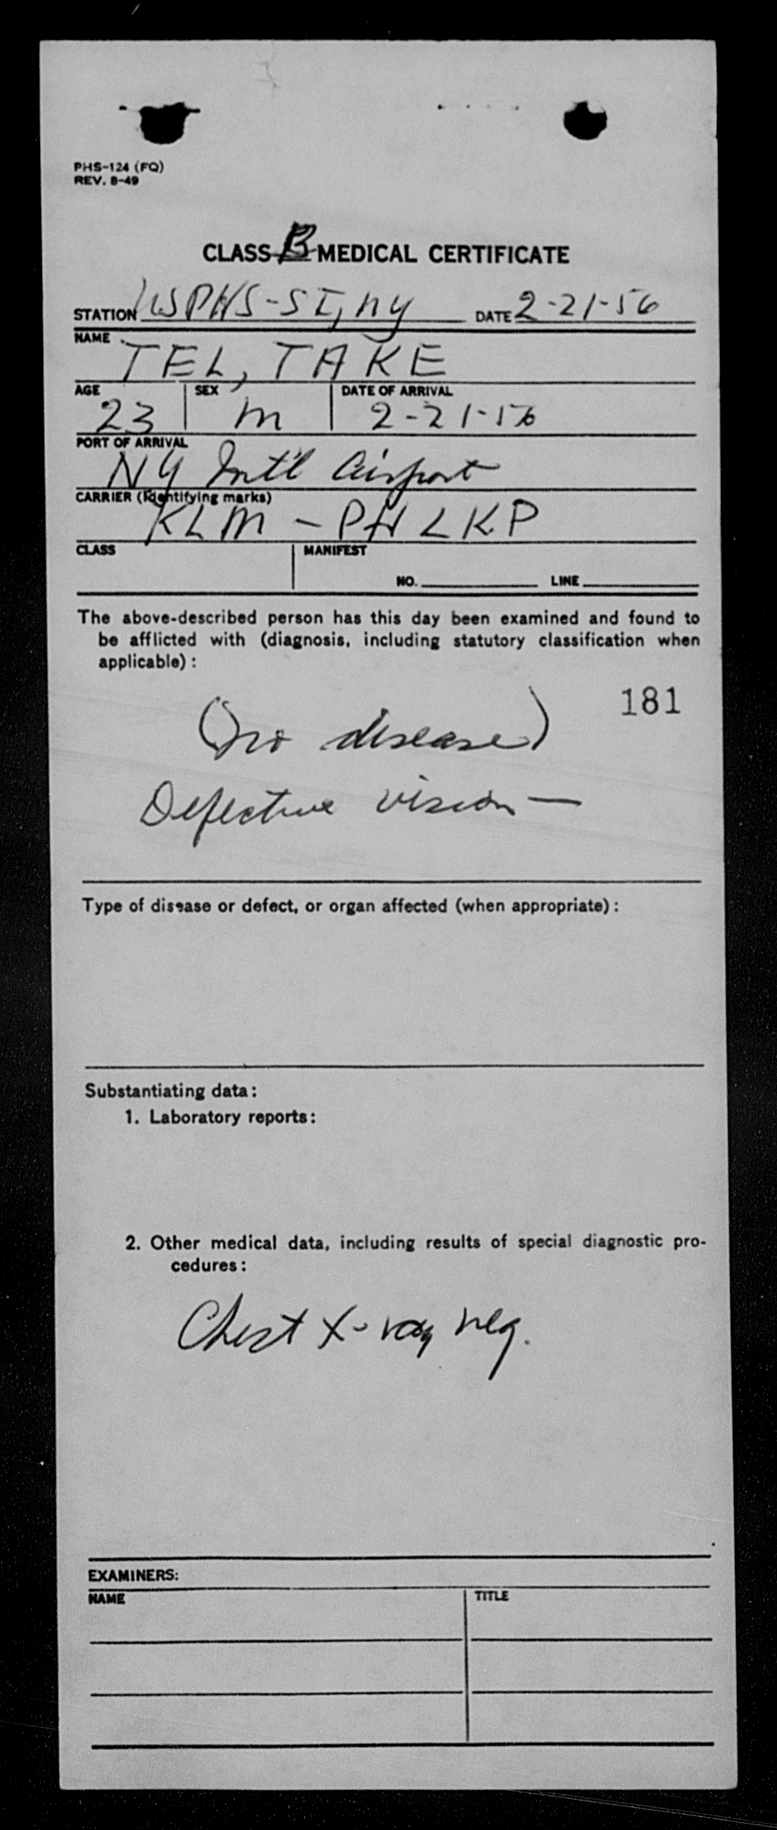 PHS-124 (FQ)
REV. 8-49
CLASS B MEDICAL CERTIFICATE
STATION USPHS-SI, NY DATE 2-21-56
NAME
TEL, TAKE
AGE SEX DATE OF ARRIVAL
23 M 2-21-56
PORT OF ARRIVAL
NY Int'l Airport
CARRIER (Identifying marks)
KLM - PH LKP
CLASS MANIFEST
NO. LINE
The above-described person has this day been examined and found to
be afflicted with (diagnosis, including statutory classification when
applicable) :
181
(no disease)
Defective vision —
Type of disease or defect, or organ affected (when appropriate) :
Substantiating data :
1. Laboratory reports :
2. Other medical data, including results of special diagnostic pro-
cedures :
Chest X-ray neg.
EXAMINERS:
NAME TITLE